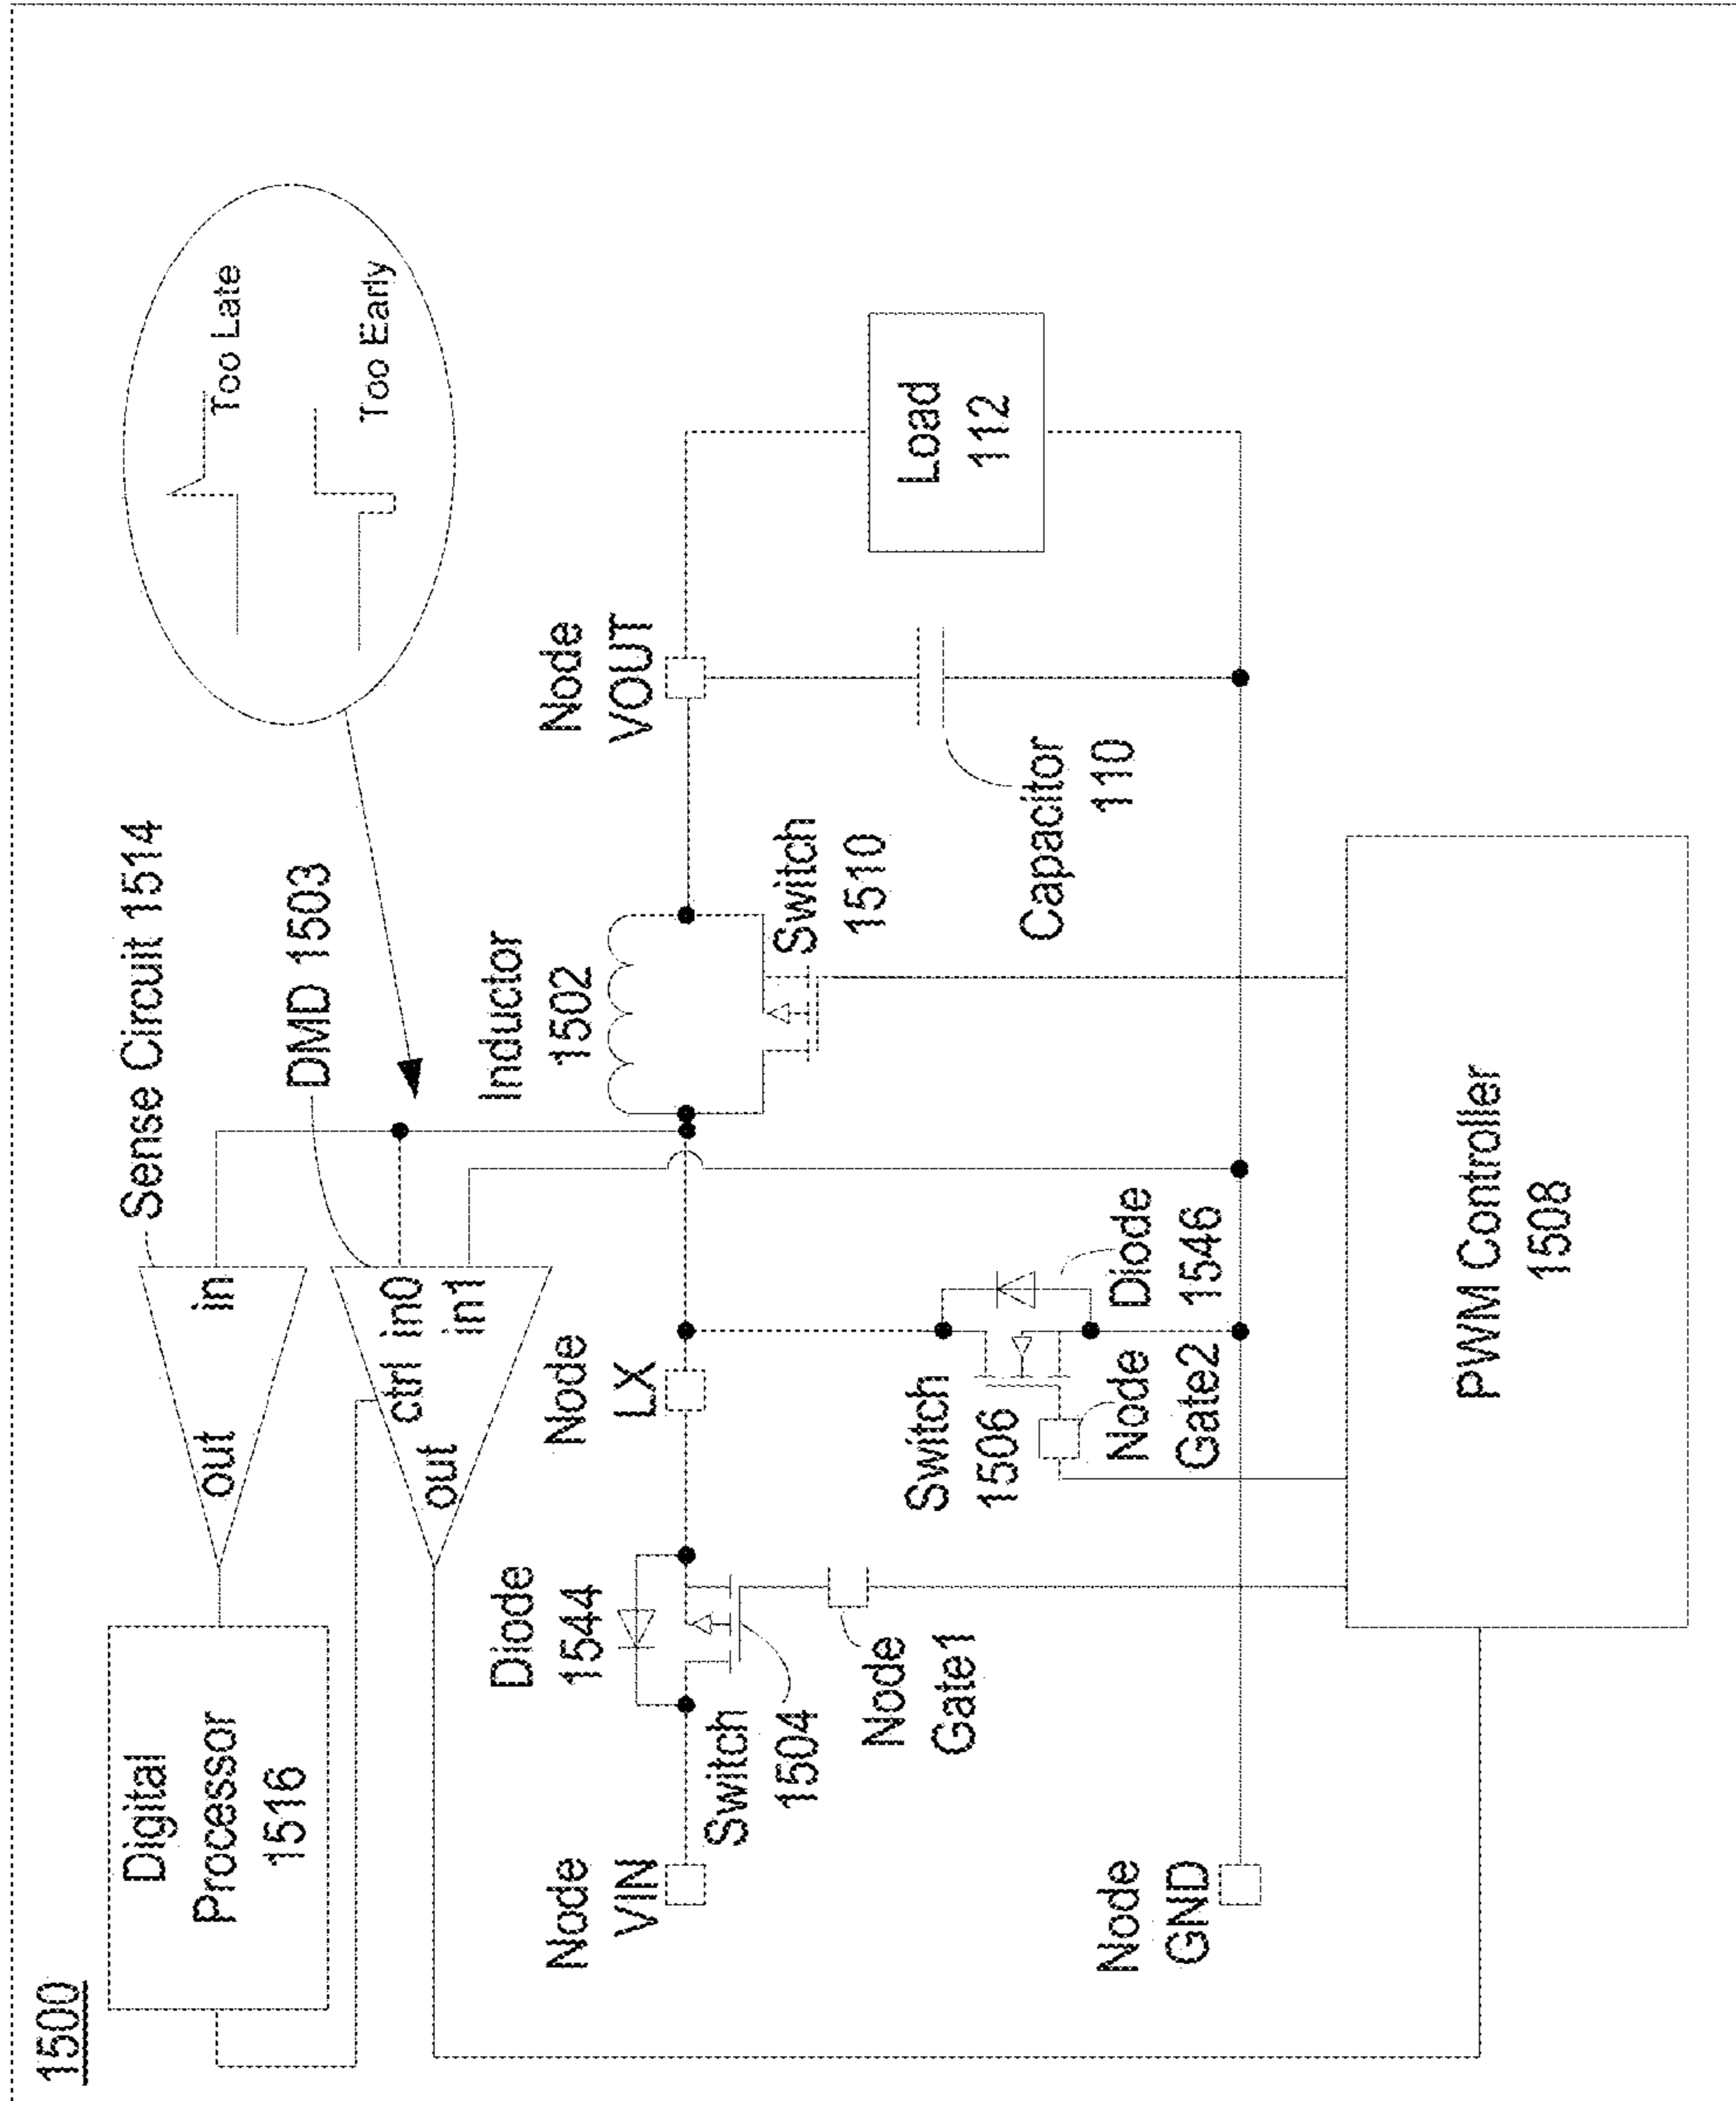 1500
Digital
Processor
1516
out
in
Sense Circuit 1514
DMD 1503
out
ctrl
in0
in1
Too Late
Too Early
Node
VIN
Diode
1544
Switch
1504
Node
Gate1
Node
LX
Inductor
1502
Switch
1510
Node
VOUT
Load
112
Capacitor
110
Switch
1506
Node
Gate2
Diode
1546
Node
GND
PWM Controller
1508